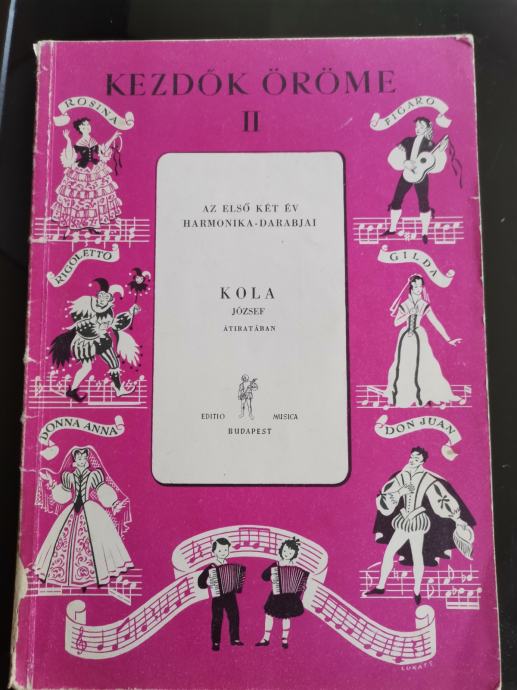 KEZDŐK ÖRÖME
II
ROSINA
FIGARO
AZ ELSŐ KÉT ÉV
HARMONIKA-DARABJAI
RIGOLETTO
GILDA
KOLA
JÓZSEF
ÁTIRATÁBAN
EDITIO MUSICA
BUDAPEST
DONNA ANNA
DON JUAN